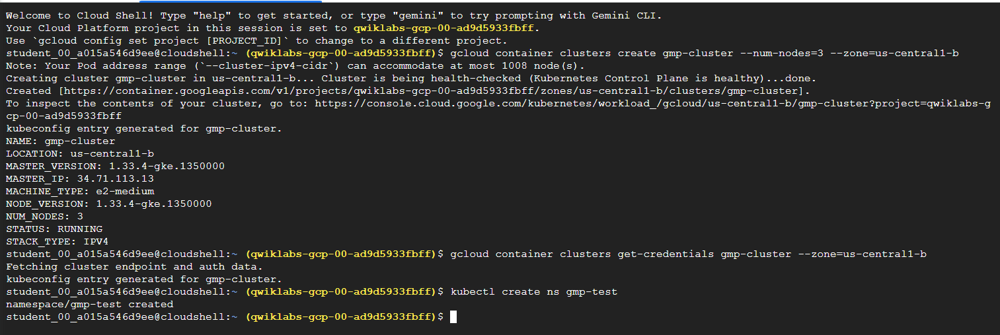 Welcome to Cloud Shell! Type "help" to get started, or type "gemini" to try prompting with Gemini CLI.
Your Cloud Platform project in this session is set to qwiklabs-gcp-00-ad9d5933fbff.
Use `gcloud config set project [PROJECT_ID]` to change to a different project.
student_00_a015a546d9ee@cloudshell:~ (qwiklabs-gcp-00-ad9d5933fbff)$ gcloud container clusters create gmp-cluster --num-nodes=3 --zone=us-central1-b
Note: Your Pod address range (`--cluster-ipv4-cidr`) can accommodate at most 1008 node(s).
Creating cluster gmp-cluster in us-central1-b... Cluster is being health-checked (Kubernetes Control Plane is healthy)...done.
Created [https://container.googleapis.com/v1/projects/qwiklabs-gcp-00-ad9d5933fbff/zones/us-central1-b/clusters/gmp-cluster].
To inspect the contents of your cluster, go to: https://console.cloud.google.com/kubernetes/workload_/gcloud/us-central1-b/gmp-cluster?project=qwiklabs-g
cp-00-ad9d5933fbff
kubeconfig entry generated for gmp-cluster.
NAME: gmp-cluster
LOCATION: us-central1-b
MASTER_VERSION: 1.33.4-gke.1350000
MASTER_IP: 34.71.113.13
MACHINE_TYPE: e2-medium
NODE_VERSION: 1.33.4-gke.1350000
NUM_NODES: 3
STATUS: RUNNING
STACK_TYPE: IPV4
student_00_a015a546d9ee@cloudshell:~ (qwiklabs-gcp-00-ad9d5933fbff)$ gcloud container clusters get-credentials gmp-cluster --zone=us-central1-b
Fetching cluster endpoint and auth data.
kubeconfig entry generated for gmp-cluster.
student_00_a015a546d9ee@cloudshell:~ (qwiklabs-gcp-00-ad9d5933fbff)$ kubectl create ns gmp-test
namespace/gmp-test created
student_00_a015a546d9ee@cloudshell:~ (qwiklabs-gcp-00-ad9d5933fbff)$